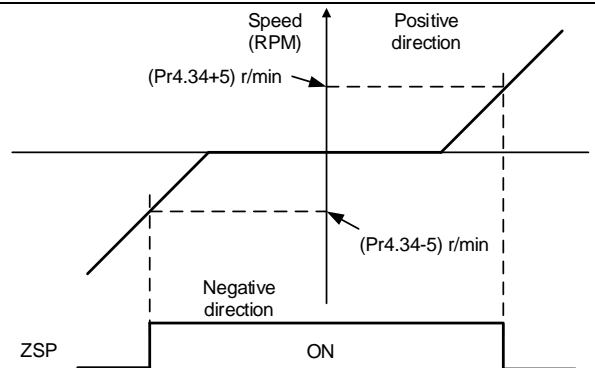 Speed
(RPM)
Positive
direction
(Pr4.34+5) r/min
(Pr4.34-5) r/min
Negative
direction
ZSP
ON